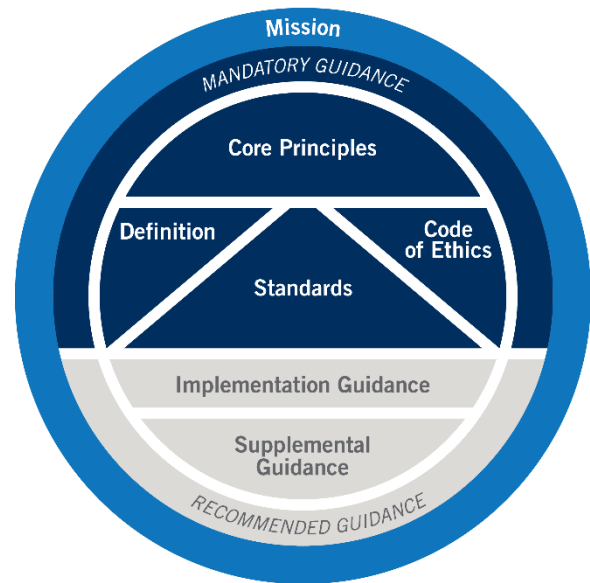 Mission
MANDATORY GUIDANCE
Core Principles
Definition
Code
of Ethics
Standards
Implementation Guidance
Supplemental
Guidance
RECOMMENDED GUIDANCE